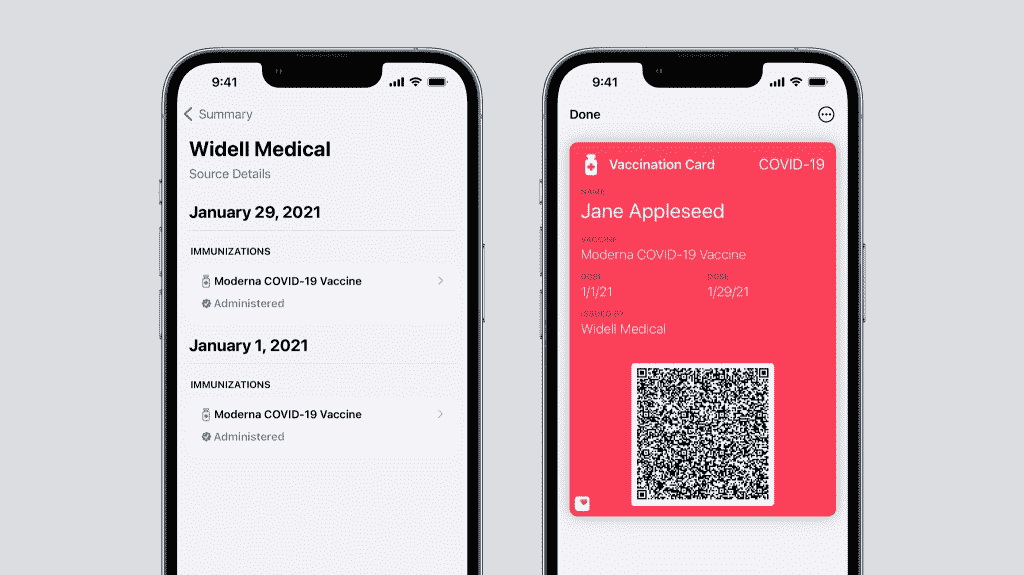 9:41
Summary
Widell Medical
Source Details
January 29, 2021
IMMUNIZATIONS
Moderna COVID-19 Vaccine
Administered
January 1, 2021
IMMUNIZATIONS
Moderna COVID-19 Vaccine
Administered
9:41
Done
Vaccination Card COVID-19
NAME
Jane Appleseed
VACCINE
Moderna COVID-19 Vaccine
DOSE DOSE
1/1/21 1/29/21
ISSUED BY
Widell Medical